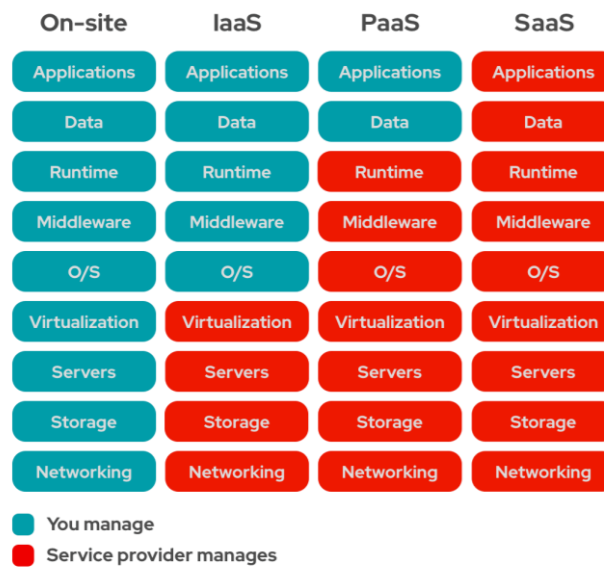 On-site IaaS PaaS SaaS
Applications Applications Applications Applications
Data Data Data Data
Runtime Runtime Runtime Runtime
Middleware Middleware Middleware Middleware
O/S O/S O/S O/S
Virtualization Virtualization Virtualization Virtualization
Servers Servers Servers Servers
Storage Storage Storage Storage
Networking Networking Networking Networking
You manage
Service provider manages